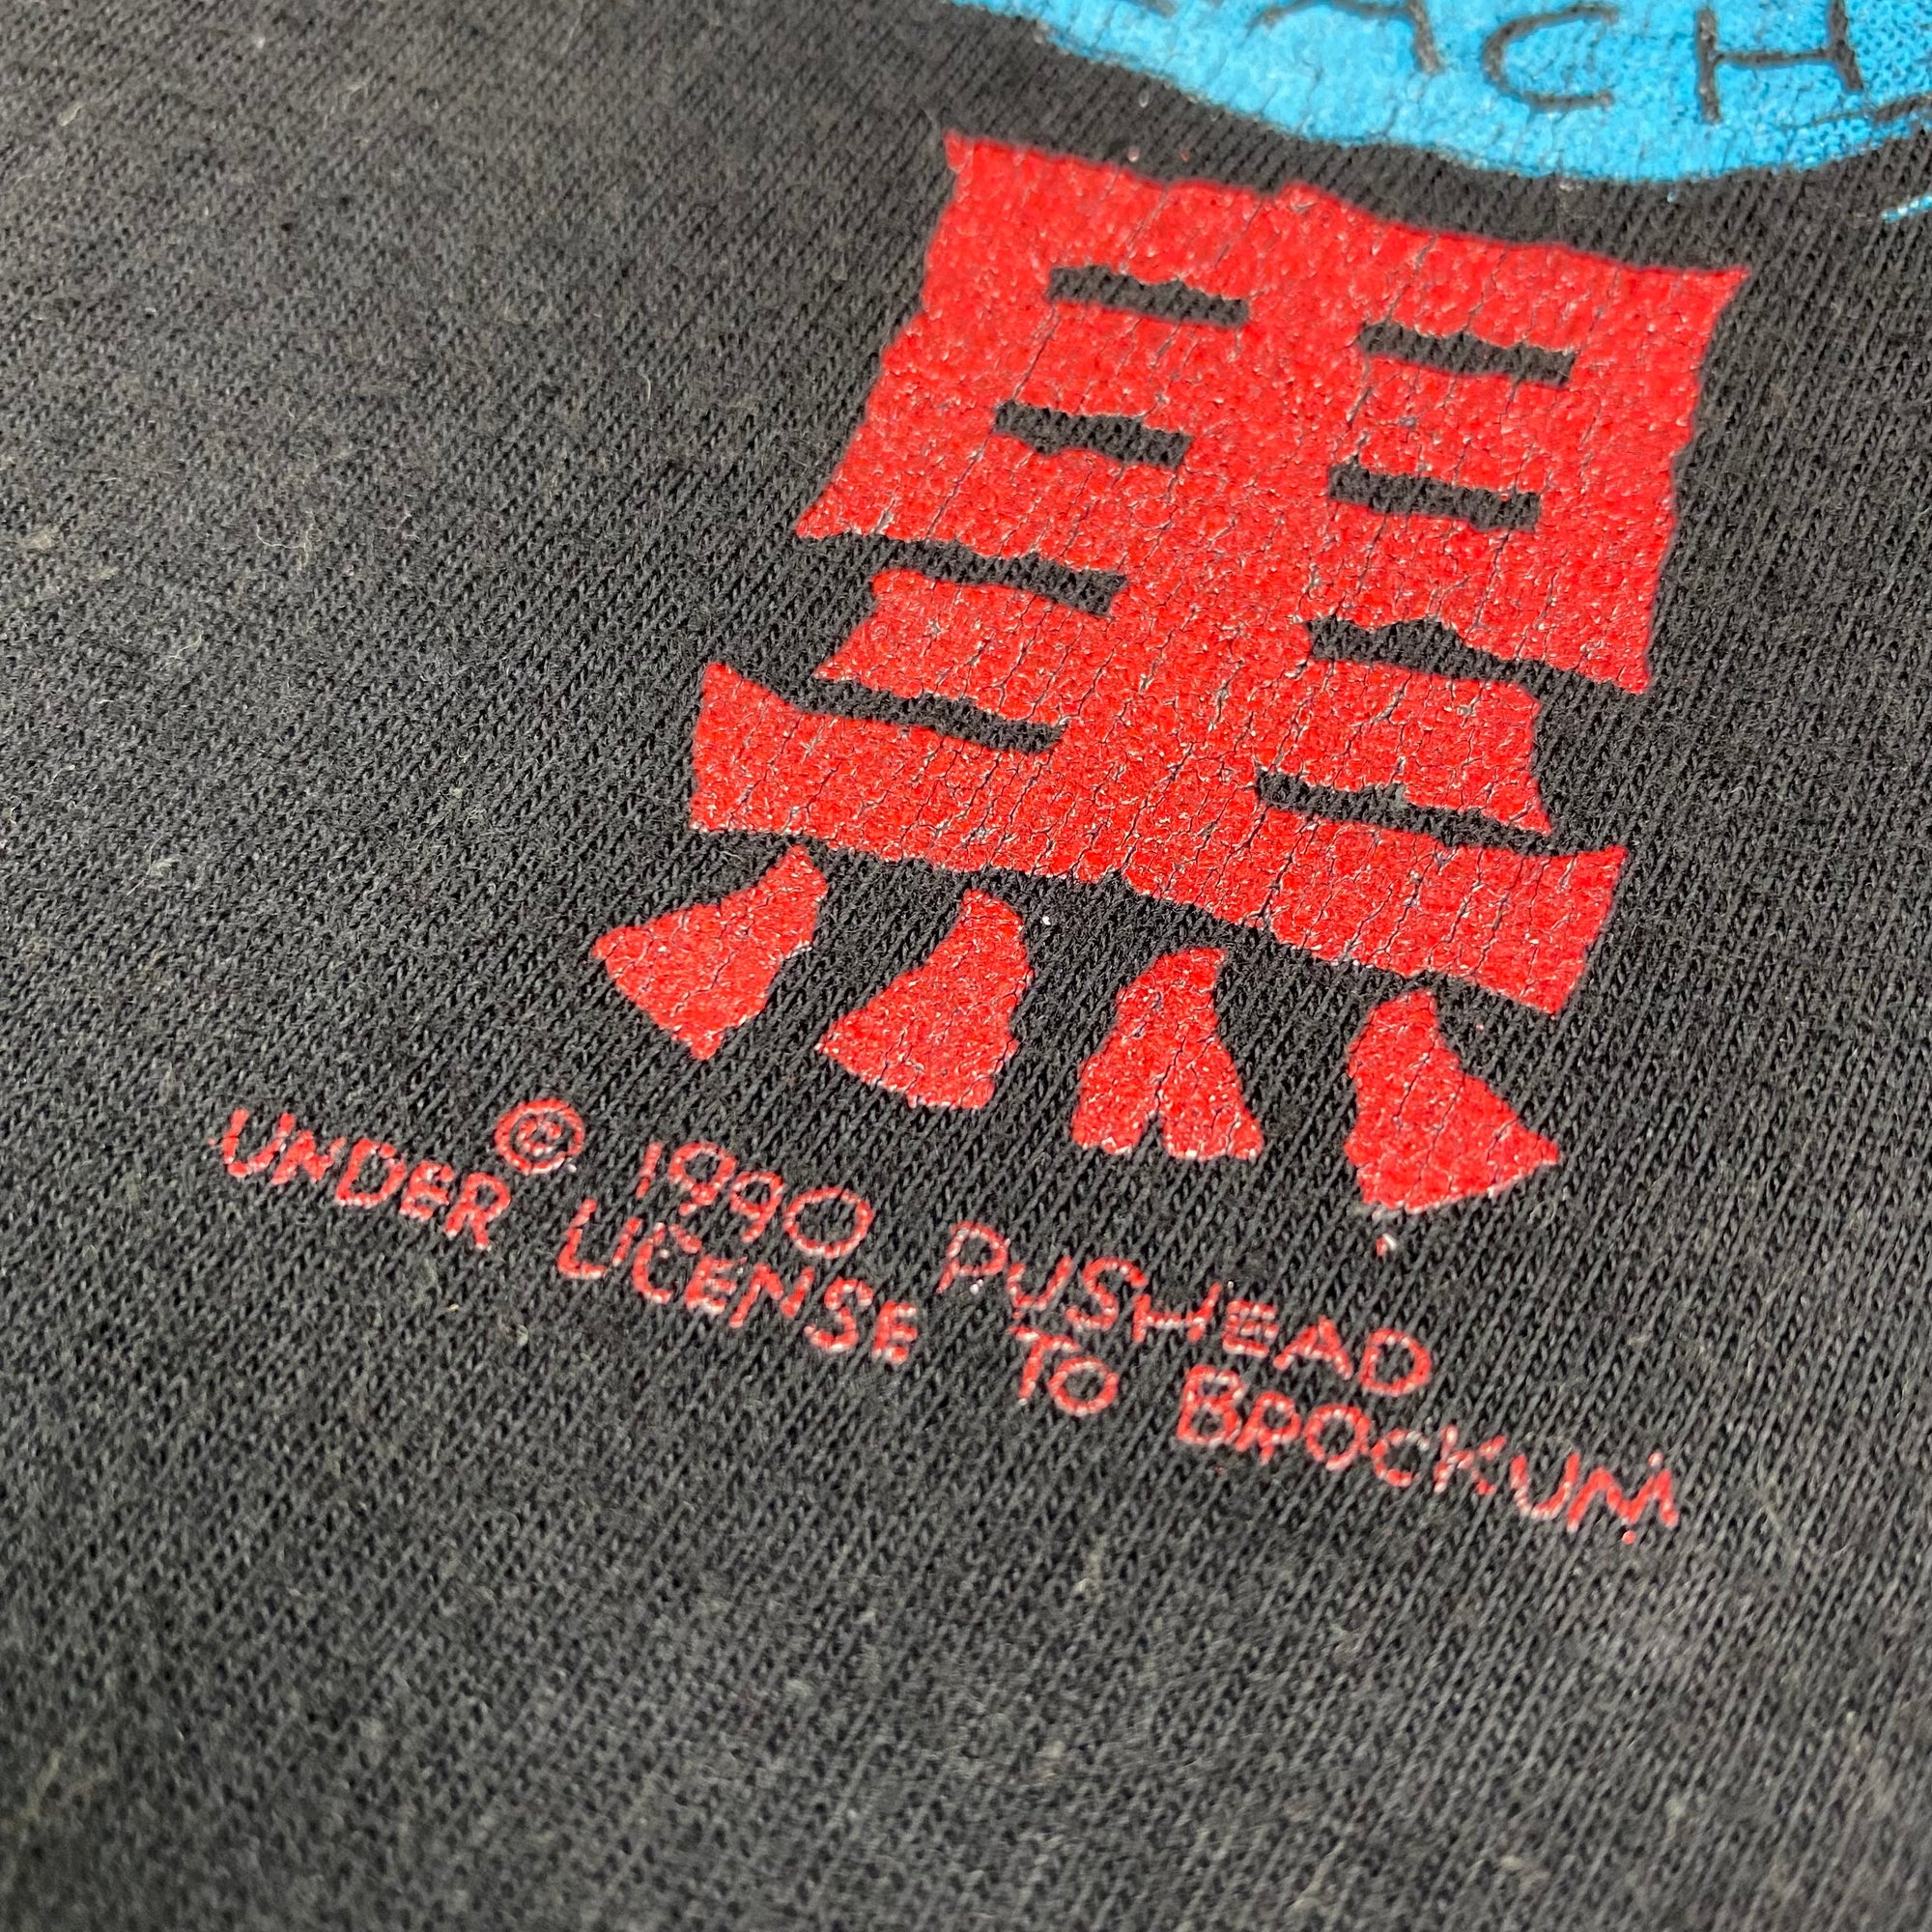 黒
© 1990 PUSHEAD
UNDER LICENSE TO BROCKUM